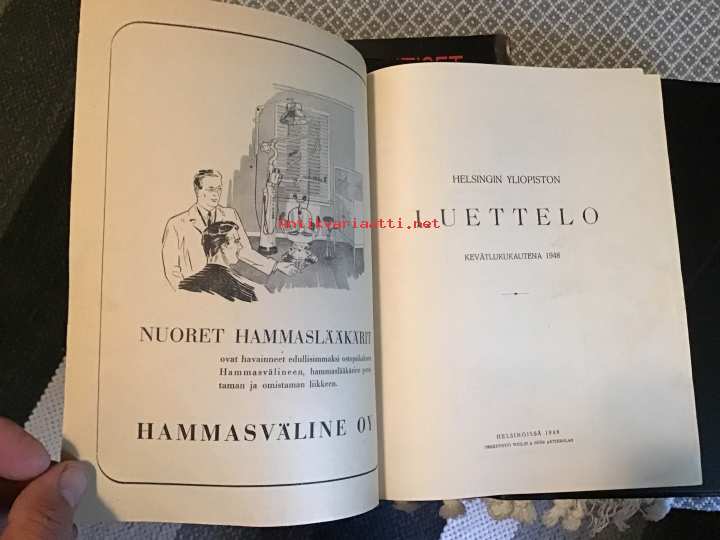 NUORET HAMMASLÄÄKÄRIT
ovat havainneet edullisimmaksi ostopaikakseen
Hammasvälineen, hammaslääkärien
taman ja omistaman liikkeen.
HAMMASVÄLINE OY
Antikvariaatti.net
HELSINGIN YLIOPISTON
LUETTELO
KEVÄTLUKUKAUTENA 1948
HELSINGISSÄ 1948